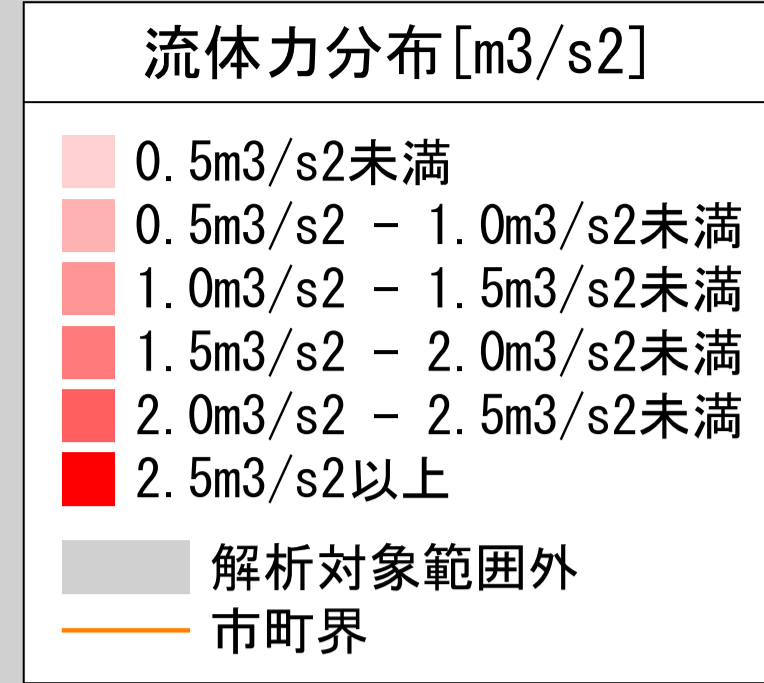 流体力分布[m3/s2]
0.5m3/s2未満
0.5m3/s2 - 1.0m3/s2未満
1.0m3/s2 - 1.5m3/s2未満
1.5m3/s2 - 2.0m3/s2未満
2.0m3/s2 - 2.5m3/s2未満
2.5m3/s2以上
解析対象範囲外
市町界